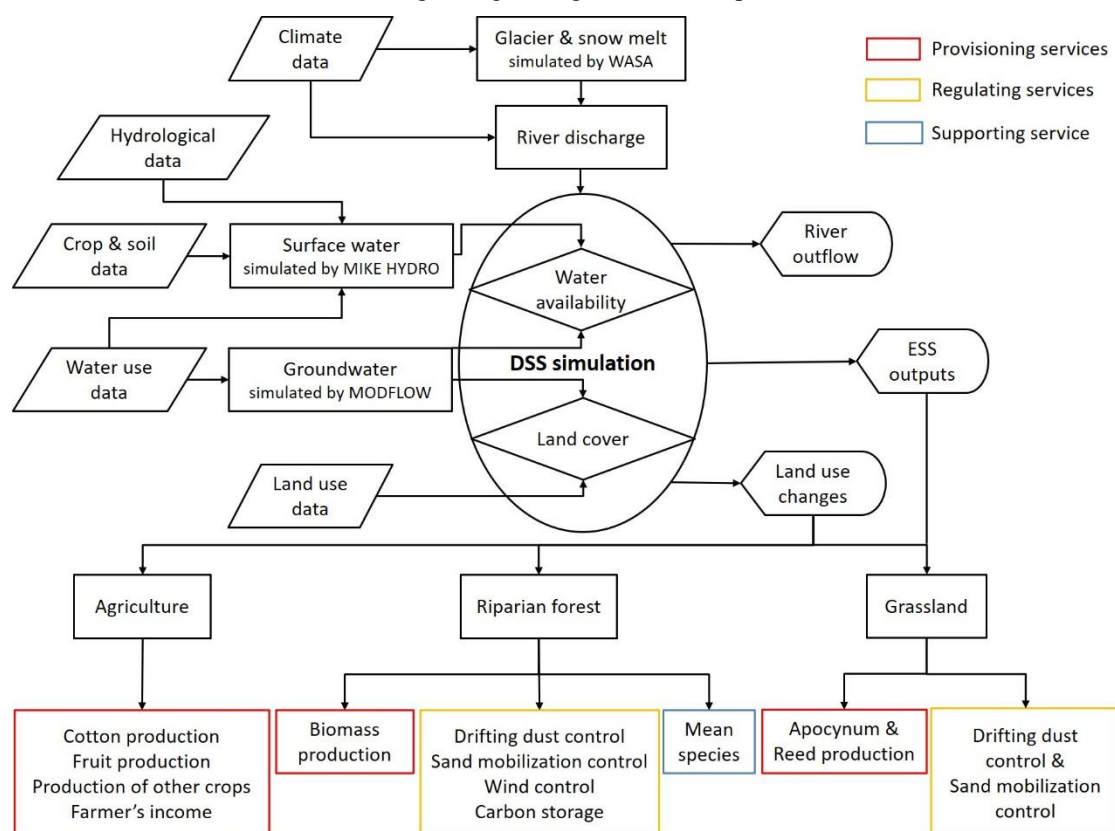 Climate
data
Glacier & snow melt
simulated by WASA
Provisioning services
Regulating services
Supporting service
Hydrological
data
River discharge
Crop & soil
data
Surface water
simulated by MIKE HYDRO
Water
availability
River
outflow
Water use
data
Groundwater
simulated by MODFLOW
DSS simulation
ESS
outputs
Land cover
Land use
data
Land use
changes
Agriculture
Riparian forest
Grassland
Cotton production
Fruit production
Production of other crops
Farmer’s income
Biomass
production
Drifting dust control
Sand mobilization control
Wind control
Carbon storage
Mean
species
Apocynum &
Reed production
Drifting dust
control &
Sand mobilization
control